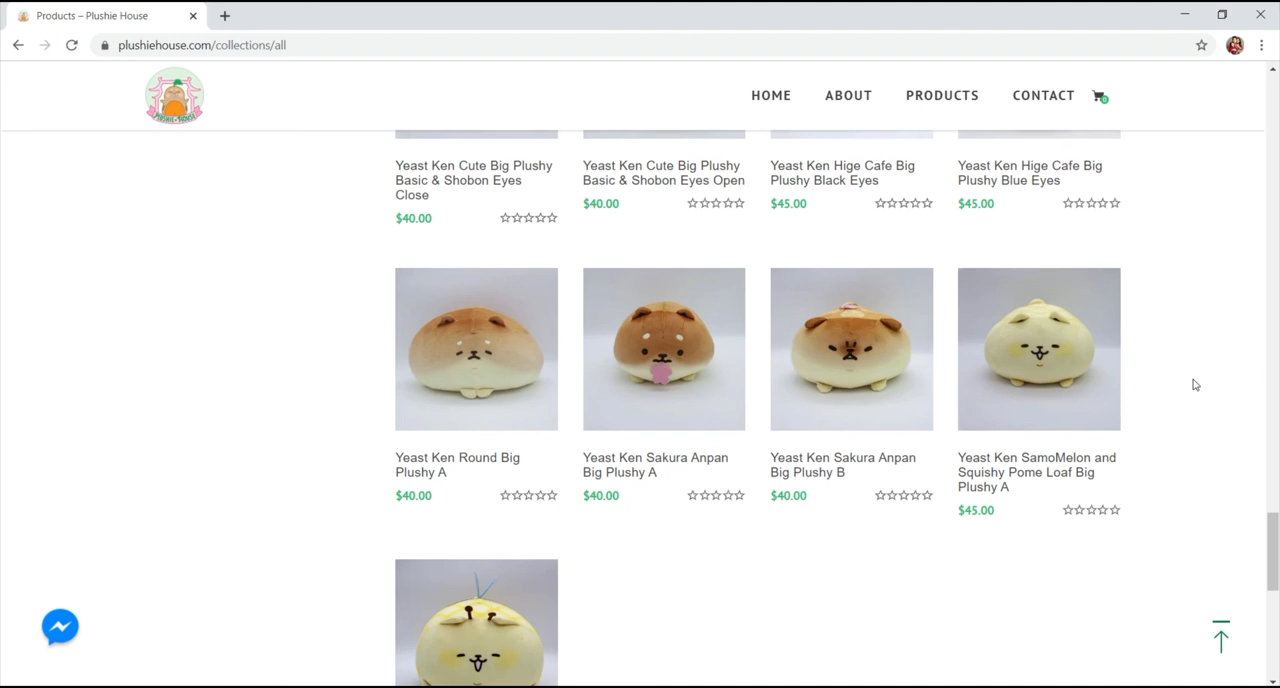 Products – Plushie House
plushiehouse.com/collections/all
PLUSHIE HOUSE
HOME ABOUT PRODUCTS CONTACT 0
Yeast Ken Cute Big Plushy
Basic & Shobon Eyes
Close
$40.00
Yeast Ken Cute Big Plushy
Basic & Shobon Eyes Open
$40.00
Yeast Ken Hige Cafe Big
Plushy Black Eyes
$45.00
Yeast Ken Hige Cafe Big
Plushy Blue Eyes
$45.00
Yeast Ken Round Big
Plushy A
$40.00
Yeast Ken Sakura Anpan
Big Plushy A
$40.00
Yeast Ken Sakura Anpan
Big Plushy B
$40.00
Yeast Ken SamoMelon and
Squishy Pome Loaf Big
Plushy A
$45.00